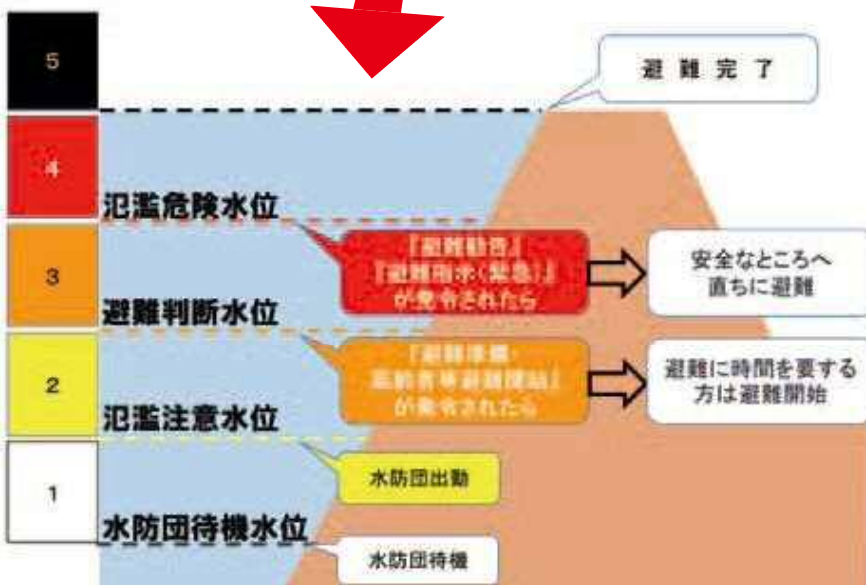 5
避難完了
4
氾濫危険水位
『避難勧告』
『避難指示(緊急)』
が発令されたら
安全なところへ
直ちに避難
3
避難判断水位
『避難準備・
高齢者等避難開始』
が発令されたら
避難に時間を要する
方は避難開始
2
氾濫注意水位
水防団出動
1
水防団待機水位
水防団待機